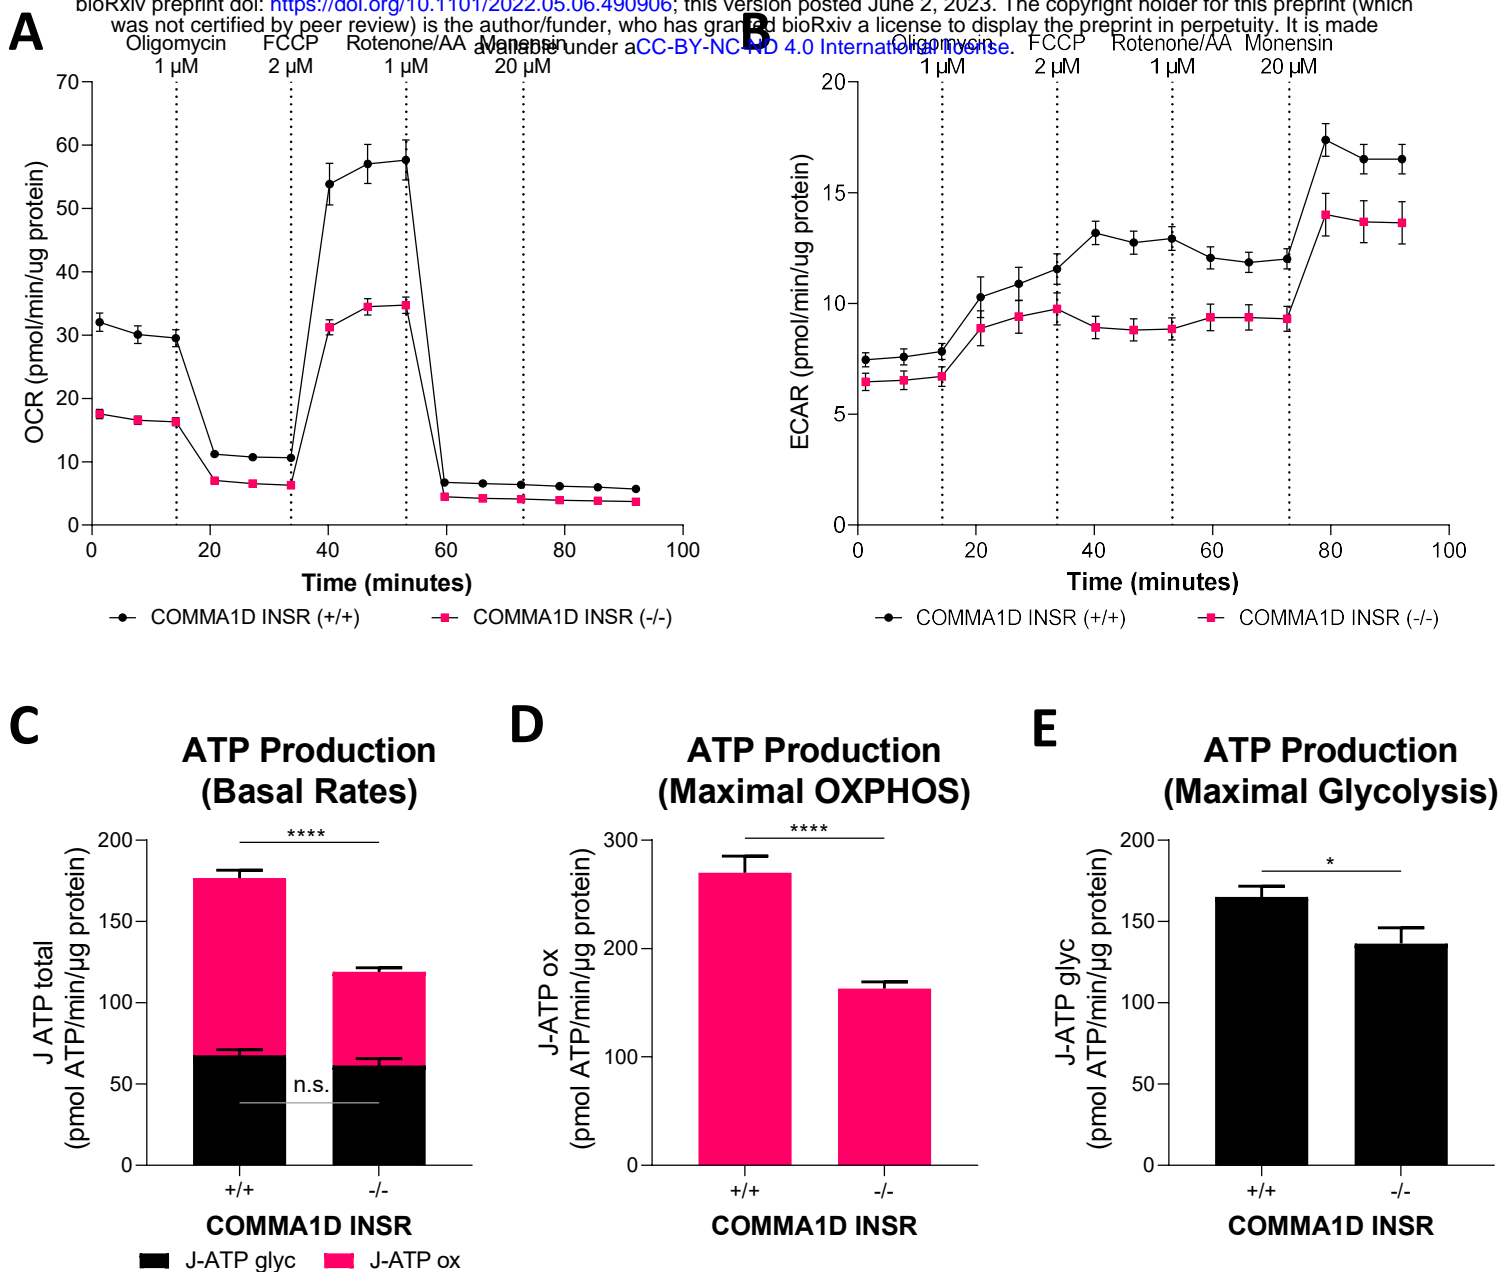 bioRxiv preprint doi: https://doi.org/10.1101/2022.05.06.490906; this version posted June 2, 2023. The copyright holder for this preprint (which
was not certified by peer review) is the author/funder, who has granted bioRxiv a license to display the preprint in perpetuity. It is made
available under aCC-BY-NC-ND 4.0 International license.
A
Oligomycin FCCP Rotenone/AA Monensin
1 µM 2 µM 1 µM 20 µM
OCR (pmol/min/ug protein)
70
60
50
40
30
20
10
0
0 20 40 60 80 100
Time (minutes)
COMMA1D INSR (+/+) COMMA1D INSR (-/-)
B
Oligomycin FCCP Rotenone/AA Monensin
1 µM 2 µM 1 µM 20 µM
ECAR (pmol/min/ug protein)
20
15
10
5
0
0 20 40 60 80 100
Time (minutes)
COMMA1D INSR (+/+) COMMA1D INSR (-/-)
C
ATP Production
(Basal Rates)
J ATP total
(pmol ATP/min/µg protein)
200
150
100
50
0
****
n.s.
+/+ -/-
COMMA1D INSR
J-ATP glyc J-ATP ox
D
ATP Production
(Maximal OXPHOS)
J-ATP ox
(pmol ATP/min/µg protein)
300
200
100
0
****
+/+ -/-
COMMA1D INSR
E
ATP Production
(Maximal Glycolysis)
J-ATP glyc
(pmol ATP/min/µg protein)
200
150
100
50
0
*
+/+ -/-
COMMA1D INSR